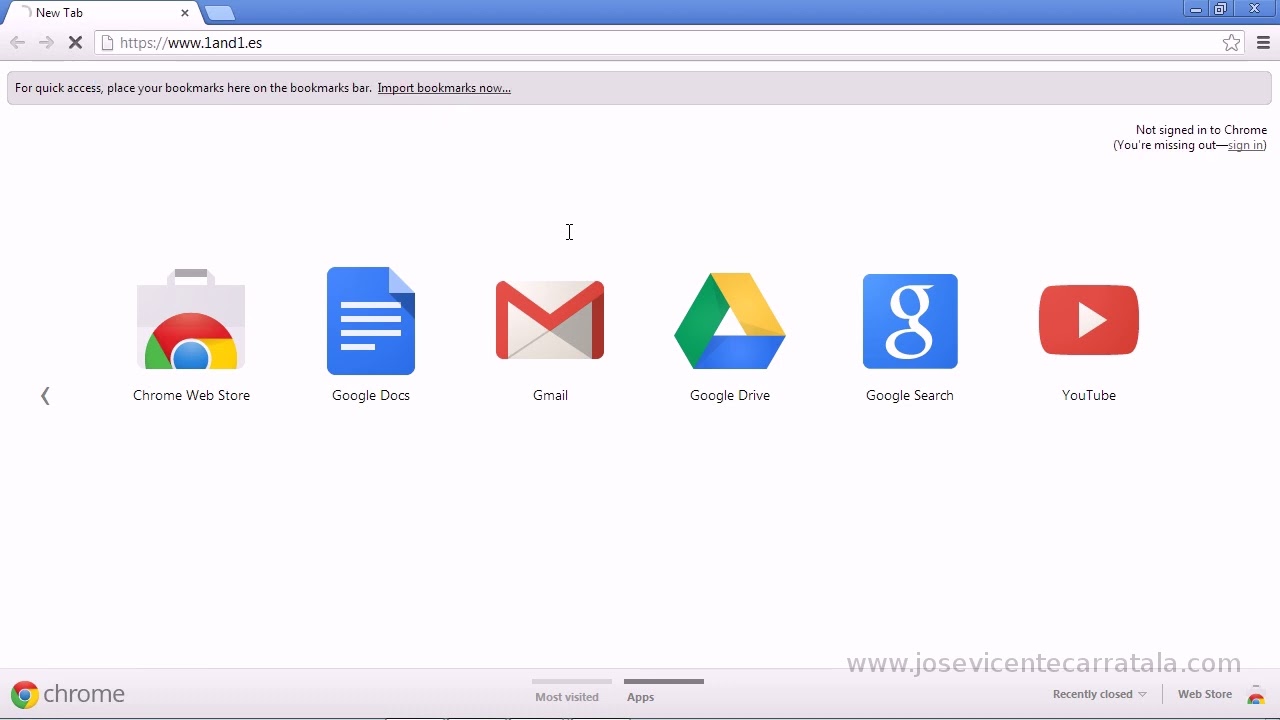 New Tab
https://www.1and1.es
For quick access, place your bookmarks here on the bookmarks bar. Import bookmarks now...
Not signed in to Chrome
(You're missing out—sign in)
Chrome Web Store
Google Docs
Gmail
Google Drive
Google Search
YouTube
www.josevicentecarratala.com
chrome
Most visited
Apps
Recently closed
Web Store